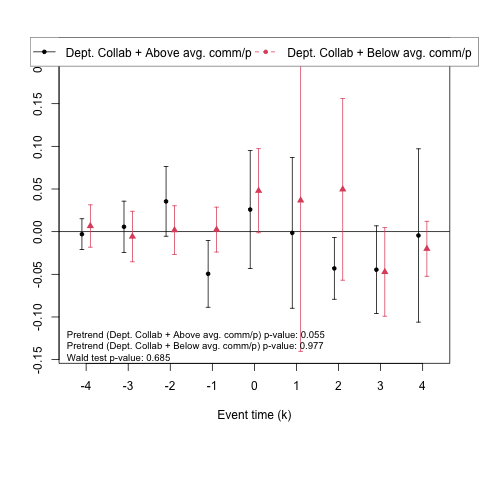 Dept. Collab + Above avg. comm/p Dept. Collab + Below avg. comm/p
0.15
0.10
0.05
0.00
-0.05
-0.10
-0.15
Pretrend (Dept. Collab + Above avg. comm/p) p-value: 0.055
Pretrend (Dept. Collab + Below avg. comm/p) p-value: 0.977
Wald test p-value: 0.685
-4 -3 -2 -1 0 1 2 3 4
Event time (k)